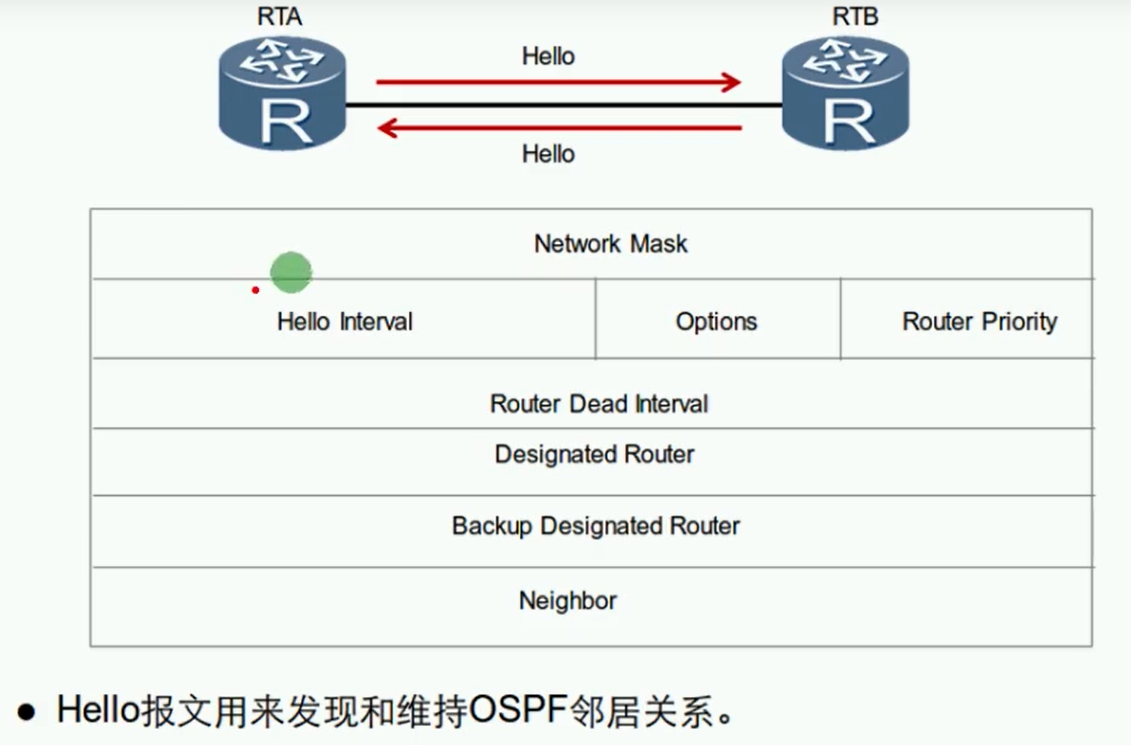 RTA
RTB
Hello
R
R
Hello
Network Mask
Hello Interval
Options
Router Priority
Router Dead Interval
Designated Router
Backup Designated Router
Neighbor
● Hello报文用来发现和维持OSPF邻居关系。